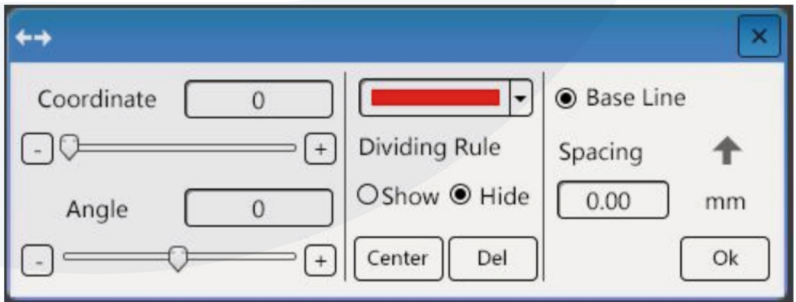 Coordinate 0
- +
Angle 0
- +
Dividing Rule
Show Hide
Center Del
Base Line
Spacing
0.00 mm
Ok